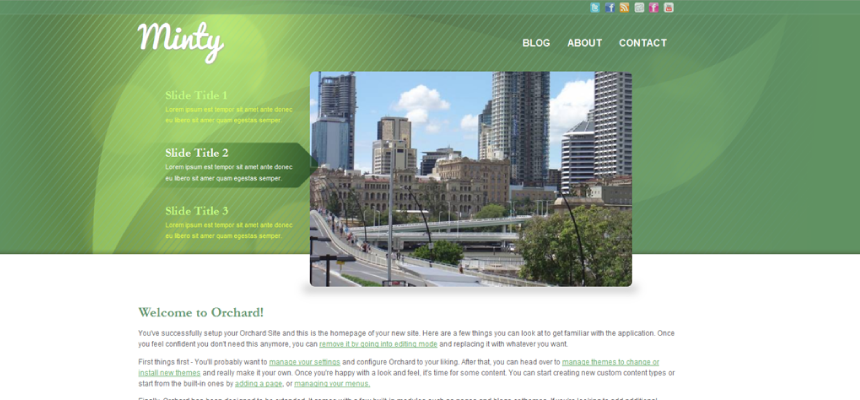 Minty
BLOG ABOUT CONTACT
Slide Title 1
Lorem ipsum est tempor sit amet ante donec
eu libero sit amer quam egestas semper.
Slide Title 2
Lorem ipsum est tempor sit amet ante donec
eu libero sit amer quam egestas semper.
Slide Title 3
Lorem ipsum est tempor sit amet ante donec
eu libero sit amer quam egestas semper.
Welcome to Orchard!
You've successfully setup your Orchard Site and this is the homepage of your new site. Here are a few things you can look at to get familiar with the application. Once
you feel confident you don't need this anymore, you can remove it by going into editing mode and replacing it with whatever you want.
First things first - You'll probably want to manage your settings and configure Orchard to your liking. After that, you can head over to manage themes to change or
install new themes and really make it your own. Once you're happy with a look and feel, it's time for some content. You can start creating new custom content types or
start from the built-in ones by adding a page, or managing your menus.